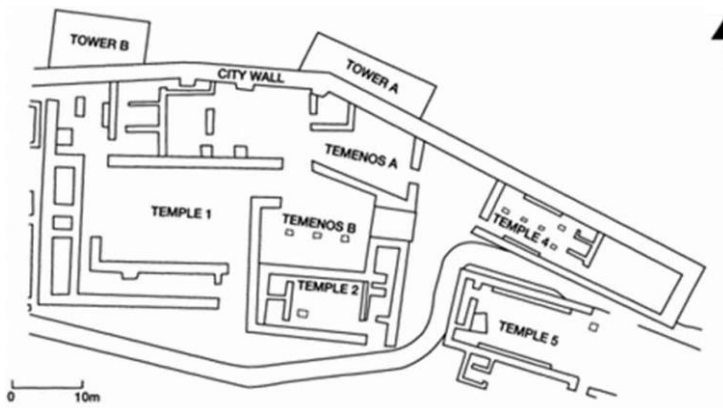 TOWER B
CITY WALL
TOWER A
TEMENOS A
TEMPLE 1
TEMENOS B
TEMPLE 4
TEMPLE 2
TEMPLE 5
0 10m